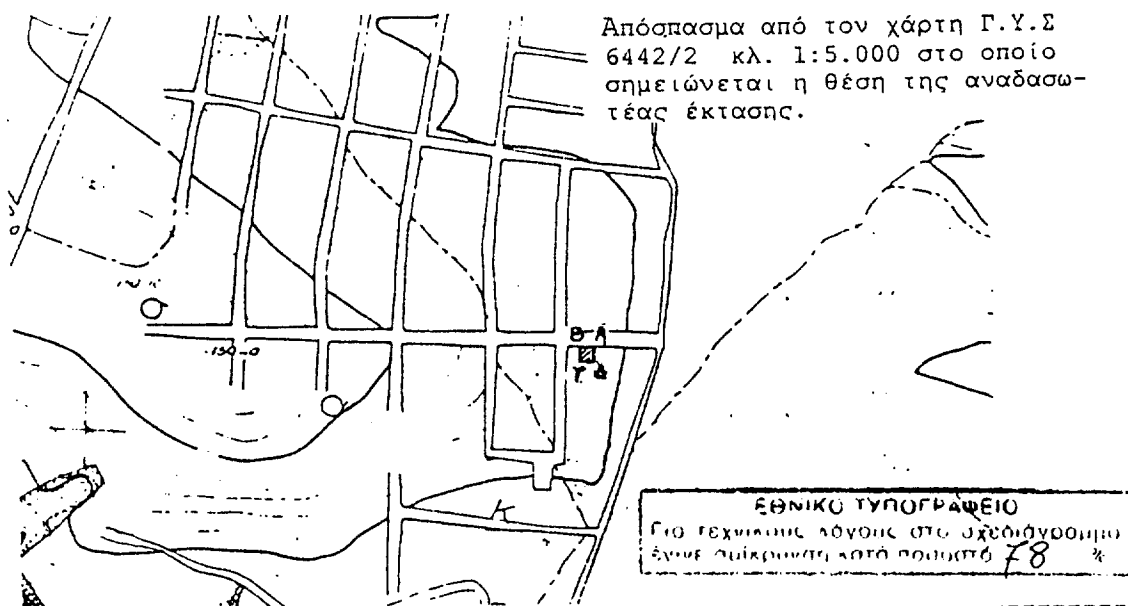 Απόσπασμα από τον χάρτη Γ.Υ.Σ
6442/2 κλ. 1:5.000 στο οποίο
σημειώνεται η θέση της αναδασω-
τέας έκτασης.
Β Α
Γ Δ
Κ
ΕΘΝΙΚΟ ΤΥΠΟΓΡΑΦΕΙΟ
Για τεχνικούς λόγους στο σχεδιάγραμμα
έγινε σμίκρυνση κατά ποσοστό 78 %